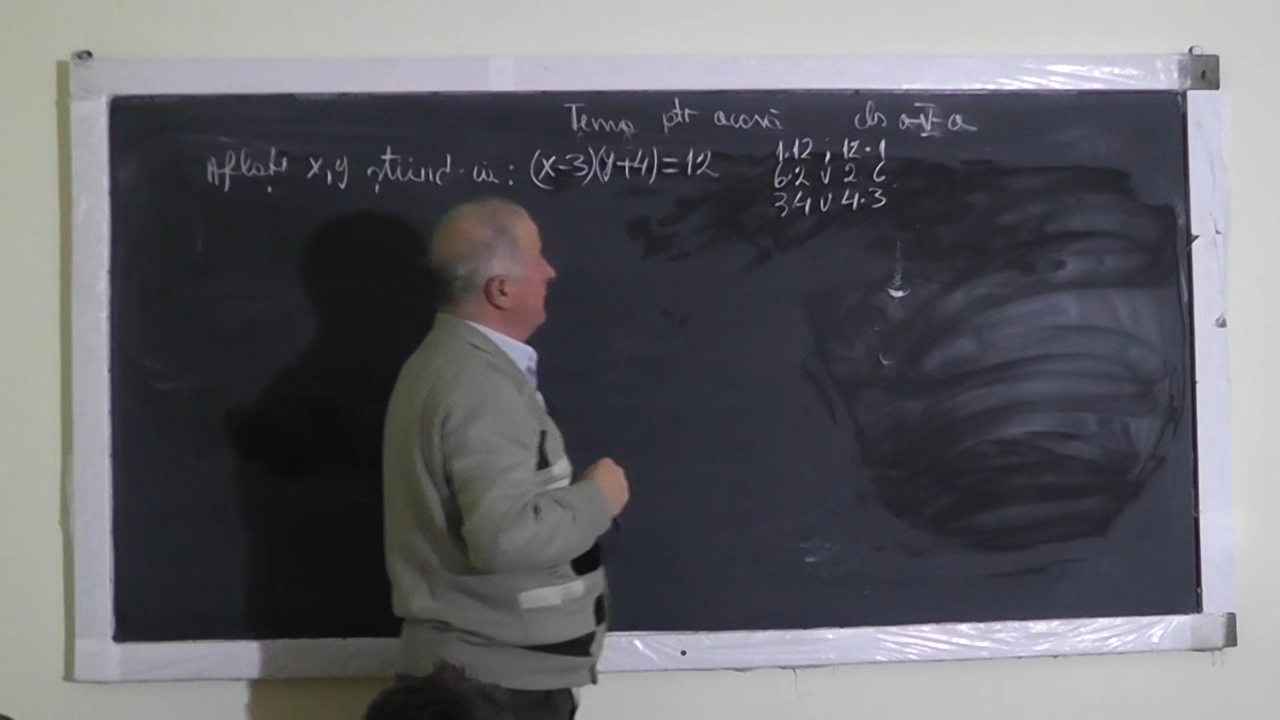 Temă ptr acasă cls a V-a
Aflați x, y știind că: (x-3)(y+4)=12
1.12 ; 12.1
6.2 v 2 6
3.4 v 4.3